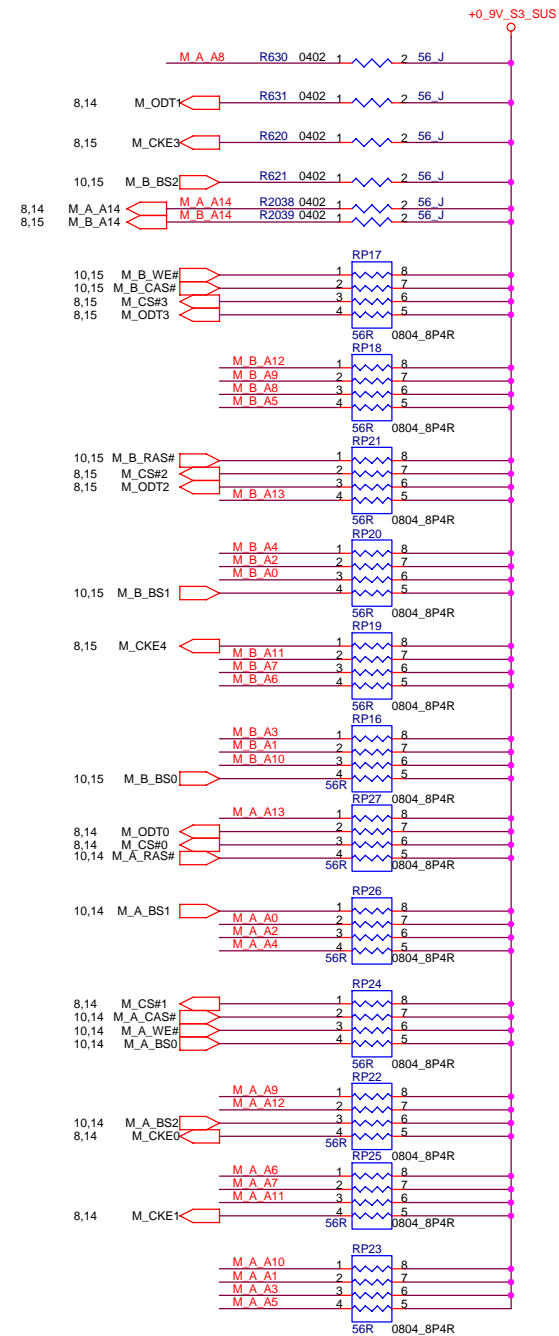 +0_9V_S3_SUS
M_A_A8 R630 0402 1 2 56_J
8,14 M_ODT1 R631 0402 1 2 56_J
8,15 M_CKE3 R620 0402 1 2 56_J
10,15 M_B_BS2 R621 0402 1 2 56_J
8,14 M_A_A14 M_A_A14 R2038 0402 1 2 56_J
8,15 M_B_A14 M_B_A14 R2039 0402 1 2 56_J
RP17
10,15 M_B_WE# 1 8
10,15 M_B_CAS# 2 7
8,15 M_CS#3 3 6
8,15 M_ODT3 4 5
56R 0804_8P4R
RP18
M_B_A12 1 8
M_B_A9 2 7
M_B_A8 3 6
M_B_A5 4 5
56R 0804_8P4R
RP21
10,15 M_B_RAS# 1 8
8,15 M_CS#2 2 7
8,15 M_ODT2 3 6
M_B_A13 4 5
56R 0804_8P4R
RP20
M_B_A4 1 8
M_B_A2 2 7
M_B_A0 3 6
10,15 M_B_BS1 4 5
56R 0804_8P4R
RP19
8,15 M_CKE4 1 8
M_B_A11 2 7
M_B_A7 3 6
M_B_A6 4 5
56R 0804_8P4R
RP16
M_B_A3 1 8
M_B_A1 2 7
M_B_A10 3 6
10,15 M_B_BS0 4 5
56R 0804_8P4R
RP27
M_A_A13 1 8
8,14 M_ODT0 2 7
8,14 M_CS#0 3 6
10,14 M_A_RAS# 4 5
56R 0804_8P4R
RP26
10,14 M_A_BS1 1 8
M_A_A0 2 7
M_A_A2 3 6
M_A_A4 4 5
56R 0804_8P4R
RP24
8,14 M_CS#1 1 8
10,14 M_A_CAS# 2 7
10,14 M_A_WE# 3 6
10,14 M_A_BS0 4 5
56R 0804_8P4R
RP22
M_A_A9 1 8
M_A_A12 2 7
10,14 M_A_BS2 3 6
8,14 M_CKE0 4 5
56R 0804_8P4R
RP25
M_A_A6 1 8
M_A_A7 2 7
M_A_A11 3 6
8,14 M_CKE1 4 5
56R 0804_8P4R
RP23
M_A_A10 1 8
M_A_A1 2 7
M_A_A3 3 6
M_A_A5 4 5
56R 0804_8P4R